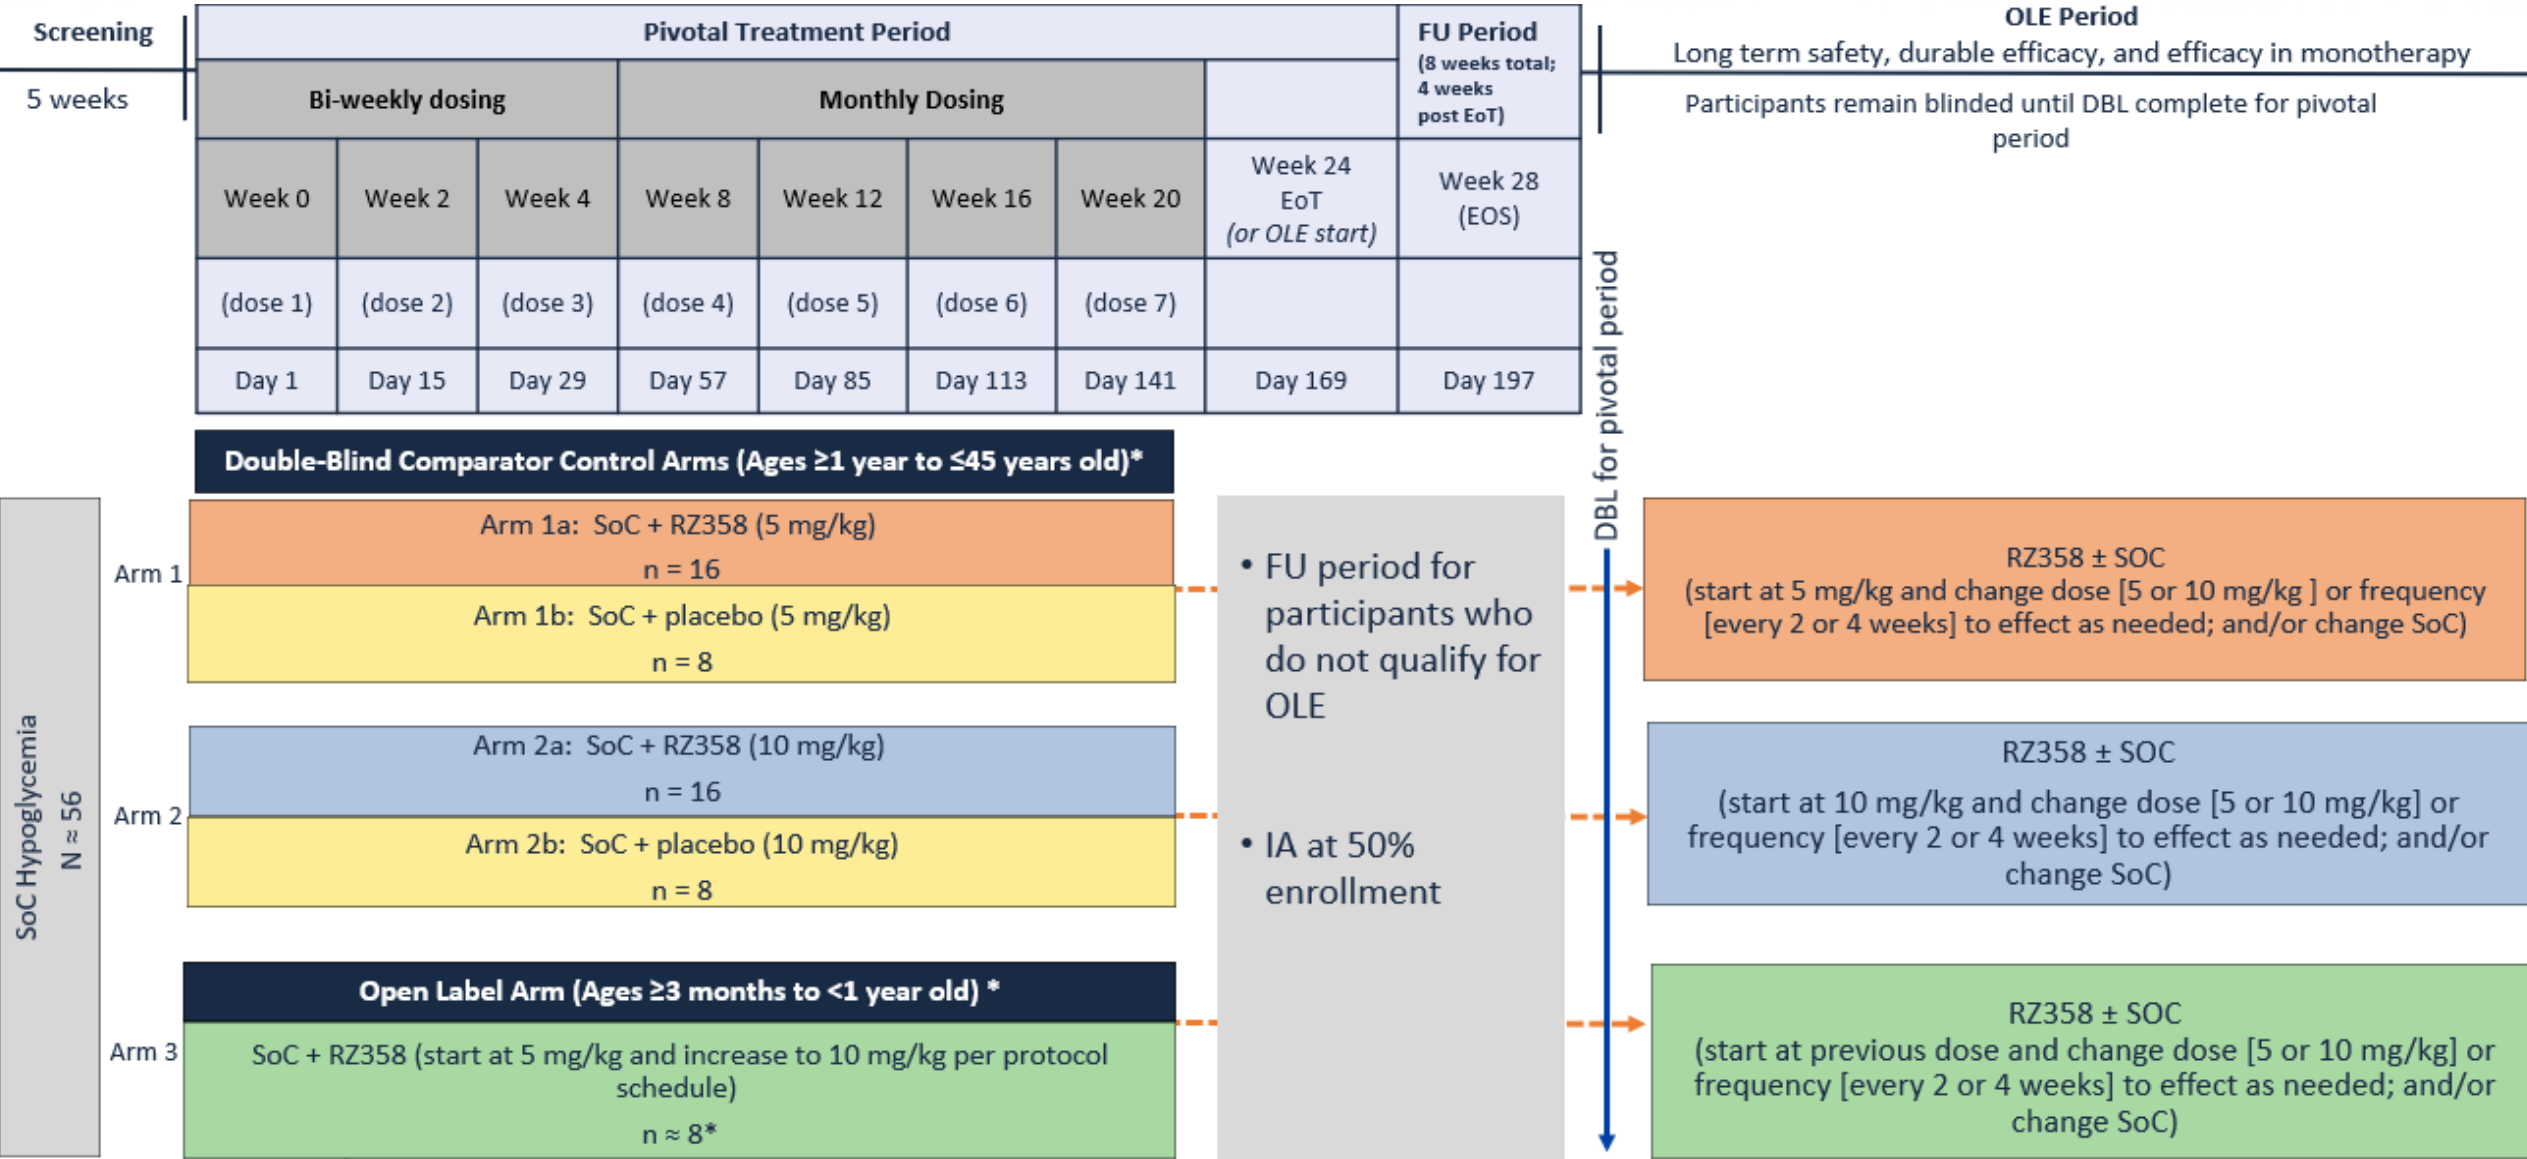 Screening
5 weeks
Pivotal Treatment Period
FU Period
(8 weeks total;
4 weeks
post EoT)
Bi-weekly dosing
Monthly Dosing
Week 0
Week 2
Week 4
Week 8
Week 12
Week 16
Week 20
Week 24
EoT
(or OLE start)
Week 28
(EOS)
(dose 1)
(dose 2)
(dose 3)
(dose 4)
(dose 5)
(dose 6)
(dose 7)
Day 1
Day 15
Day 29
Day 57
Day 85
Day 113
Day 141
Day 169
Day 197
OLE Period
Long term safety, durable efficacy, and efficacy in monotherapy
Participants remain blinded until DBL complete for pivotal
period
DBL for pivotal period
SoC Hypoglycemia
N ≈ 56
Double-Blind Comparator Control Arms (Ages ≥1 year to ≤45 years old)*
Arm 1
Arm 1a: SoC + RZ358 (5 mg/kg)
n = 16
Arm 1b: SoC + placebo (5 mg/kg)
n = 8
Arm 2
Arm 2a: SoC + RZ358 (10 mg/kg)
n = 16
Arm 2b: SoC + placebo (10 mg/kg)
n = 8
Open Label Arm (Ages ≥3 months to <1 year old) *
Arm 3
SoC + RZ358 (start at 5 mg/kg and increase to 10 mg/kg per protocol
schedule)
n ≈ 8*
• FU period for
participants who
do not qualify for
OLE
• IA at 50%
enrollment
RZ358 ± SOC
(start at 5 mg/kg and change dose [5 or 10 mg/kg ] or frequency
[every 2 or 4 weeks] to effect as needed; and/or change SoC)
RZ358 ± SOC
(start at 10 mg/kg and change dose [5 or 10 mg/kg] or
frequency [every 2 or 4 weeks] to effect as needed; and/or
change SoC)
RZ358 ± SOC
(start at previous dose and change dose [5 or 10 mg/kg] or
frequency [every 2 or 4 weeks] to effect as needed; and/or
change SoC)